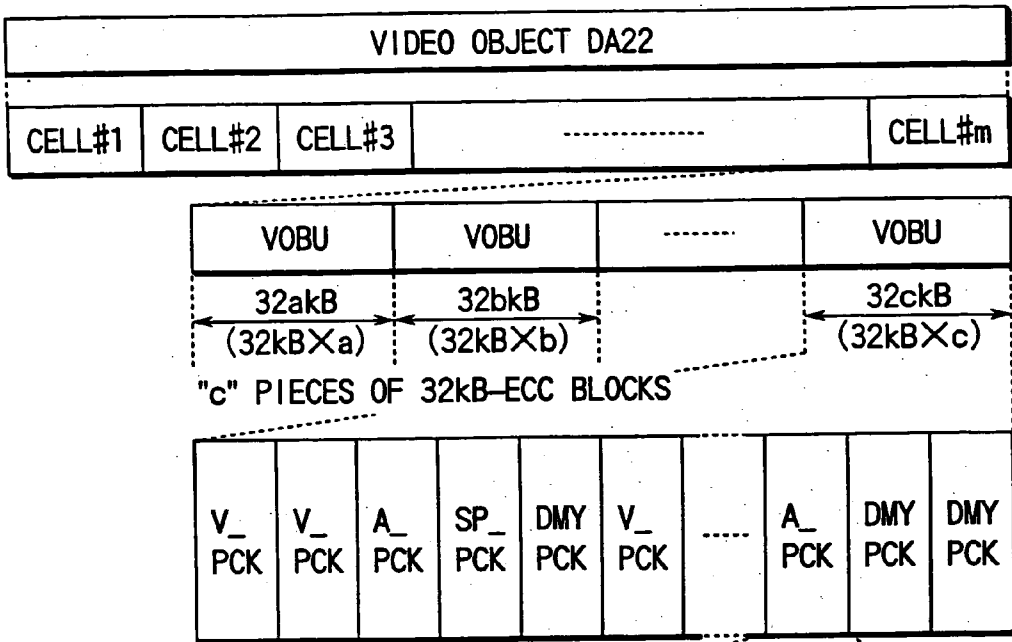 VIDEO OBJECT DA22
CELL#1 CELL#2 CELL#3 CELL#m
VOBU VOBU VOBU
32akB 32bkB 32ckB
(32kB×a) (32kB×b) (32kB×c)
"c" PIECES OF 32kB-ECC BLOCKS
V_ V_ A_ SP_ DMY V_ A_ DMY DMY
PCK PCK PCK PCK PCK PCK PCK PCK PCK